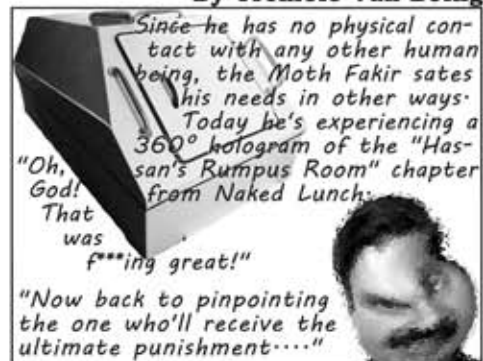 Since he has no physical con-
tact with any other human
being, the Moth Fakir sates
his needs in other ways.
Today he's experiencing a
360° hologram of the "Has-
san's Rumpus Room" chapter
from Naked Lunch.
"Oh,
God!
That
was
f***ing great!"
"Now back to pinpointing
the one who'll receive the
ultimate punishment····"